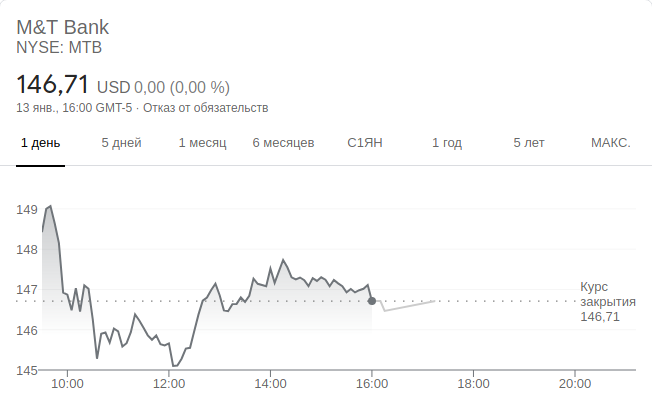 M&T Bank
NYSE: MTB
146,71 USD 0,00 (0,00 %)
13 янв., 16:00 GMT-5 · Отказ от обязательств
1 день 5 дней 1 месяц 6 месяцев С1ЯН 1 год 5 лет МАКС.
149
148
147
146
145
Курс
закрытия
146,71
10:00 12:00 14:00 16:00 18:00 20:00